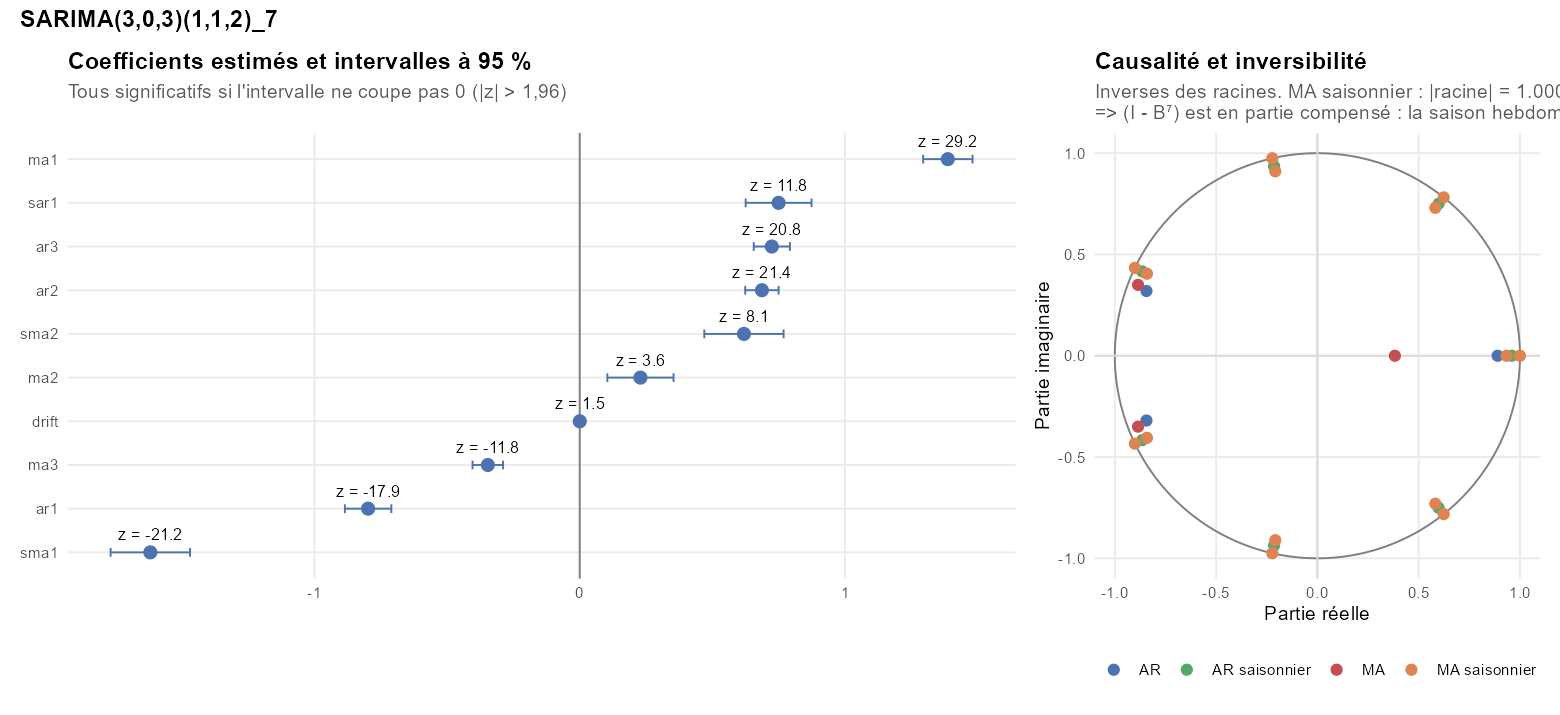 SARIMA(3,0,3)(1,1,2)_7
Coefficients estimés et intervalles à 95 %
Tous significatifs si l'intervalle ne coupe pas 0 (|z| > 1,96)
ma1
sar1
ar3
ar2
sma2
ma2
drift
ma3
ar1
sma1
z = 29.2
z = 11.8
z = 20.8
z = 21.4
z = 8.1
z = 3.6
z = 1.5
z = -11.8
z = -17.9
z = -21.2
-1
0
1
Causalité et inversibilité
Inverses des racines. MA saisonnier : |racine| = 1.000
=> (I - B⁷) est en partie compensé : la saison hebdom
Partie imaginaire
1.0
0.5
0.0
-0.5
-1.0
-1.0
-0.5
0.0
0.5
1.0
Partie réelle
AR
AR saisonnier
MA
MA saisonnier